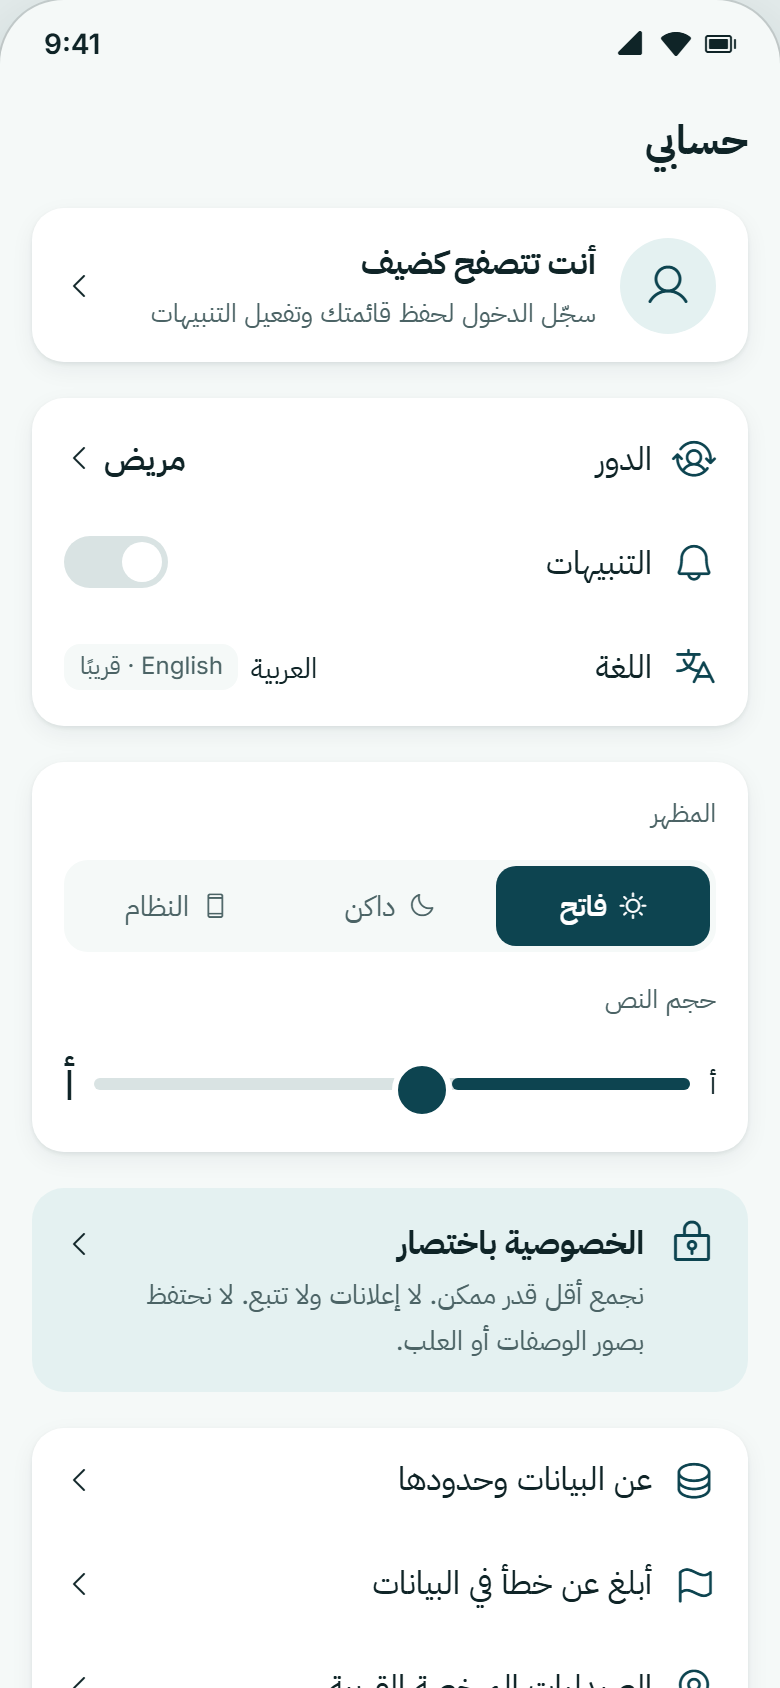 9:41
حسابي
أنت تتصفح كضيف
سجّل الدخول لحفظ قائمتك وتفعيل التنبيهات
الدور
مريض
التنبيهات
اللغة
العربية
English · قريبًا
المظهر
فاتح
داكن
النظام
حجم النص
أ
أ
الخصوصية باختصار
نجمع أقل قدر ممكن. لا إعلانات ولا تتبع. لا نحتفظ
بصور الوصفات أو العلب.
عن البيانات وحدودها
أبلغ عن خطأ في البيانات